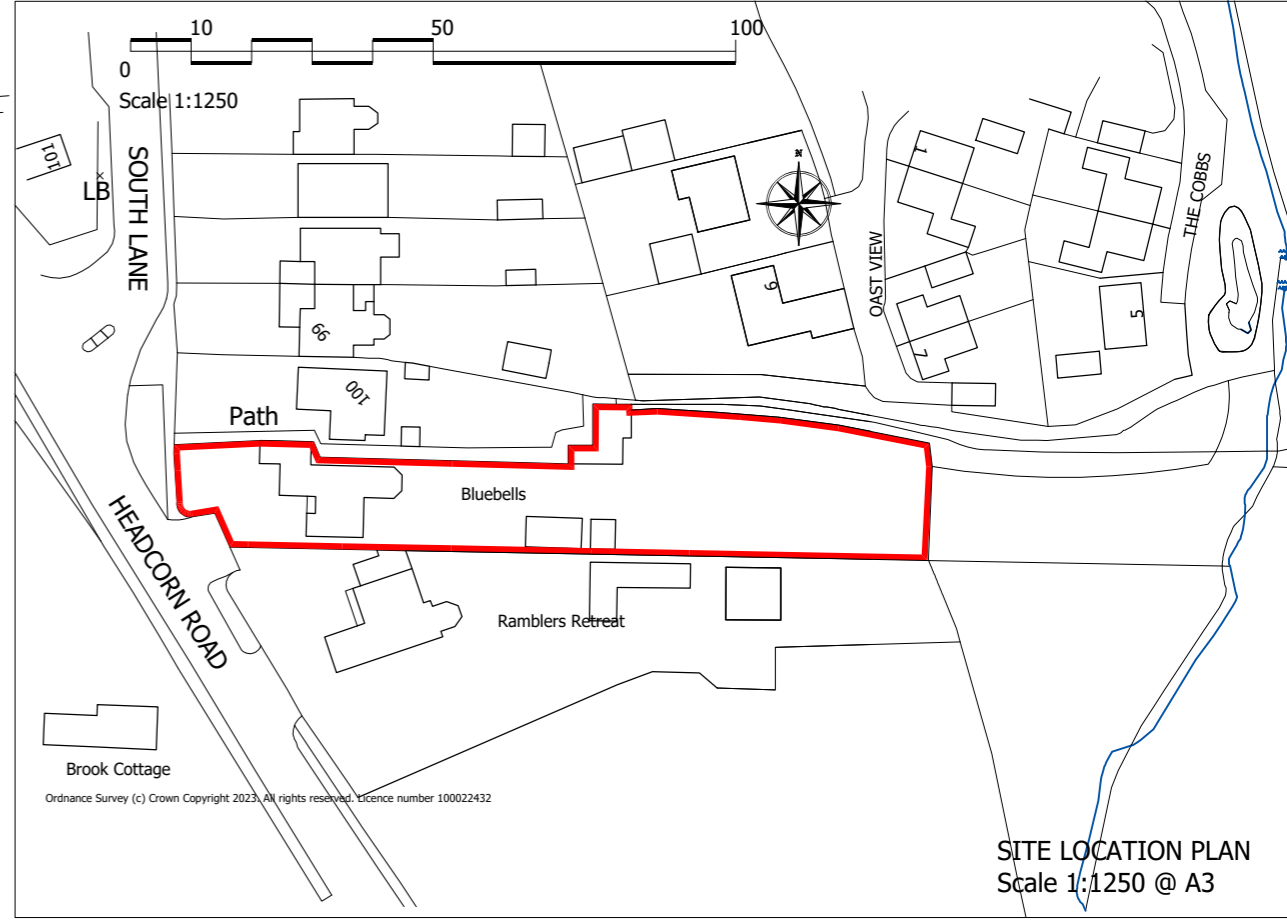 10 50 100
0
Scale 1:1250
101
LB
SOUTH LANE
N
1
THE COBBS
OAST VIEW
6
5
99
7
100
Path
Bluebells
HEADCORN ROAD
Ramblers Retreat
Brook Cottage
Ordnance Survey (c) Crown Copyright 2023. All rights reserved. Licence number 100022432
SITE LOCATION PLAN
Scale 1:1250 @ A3